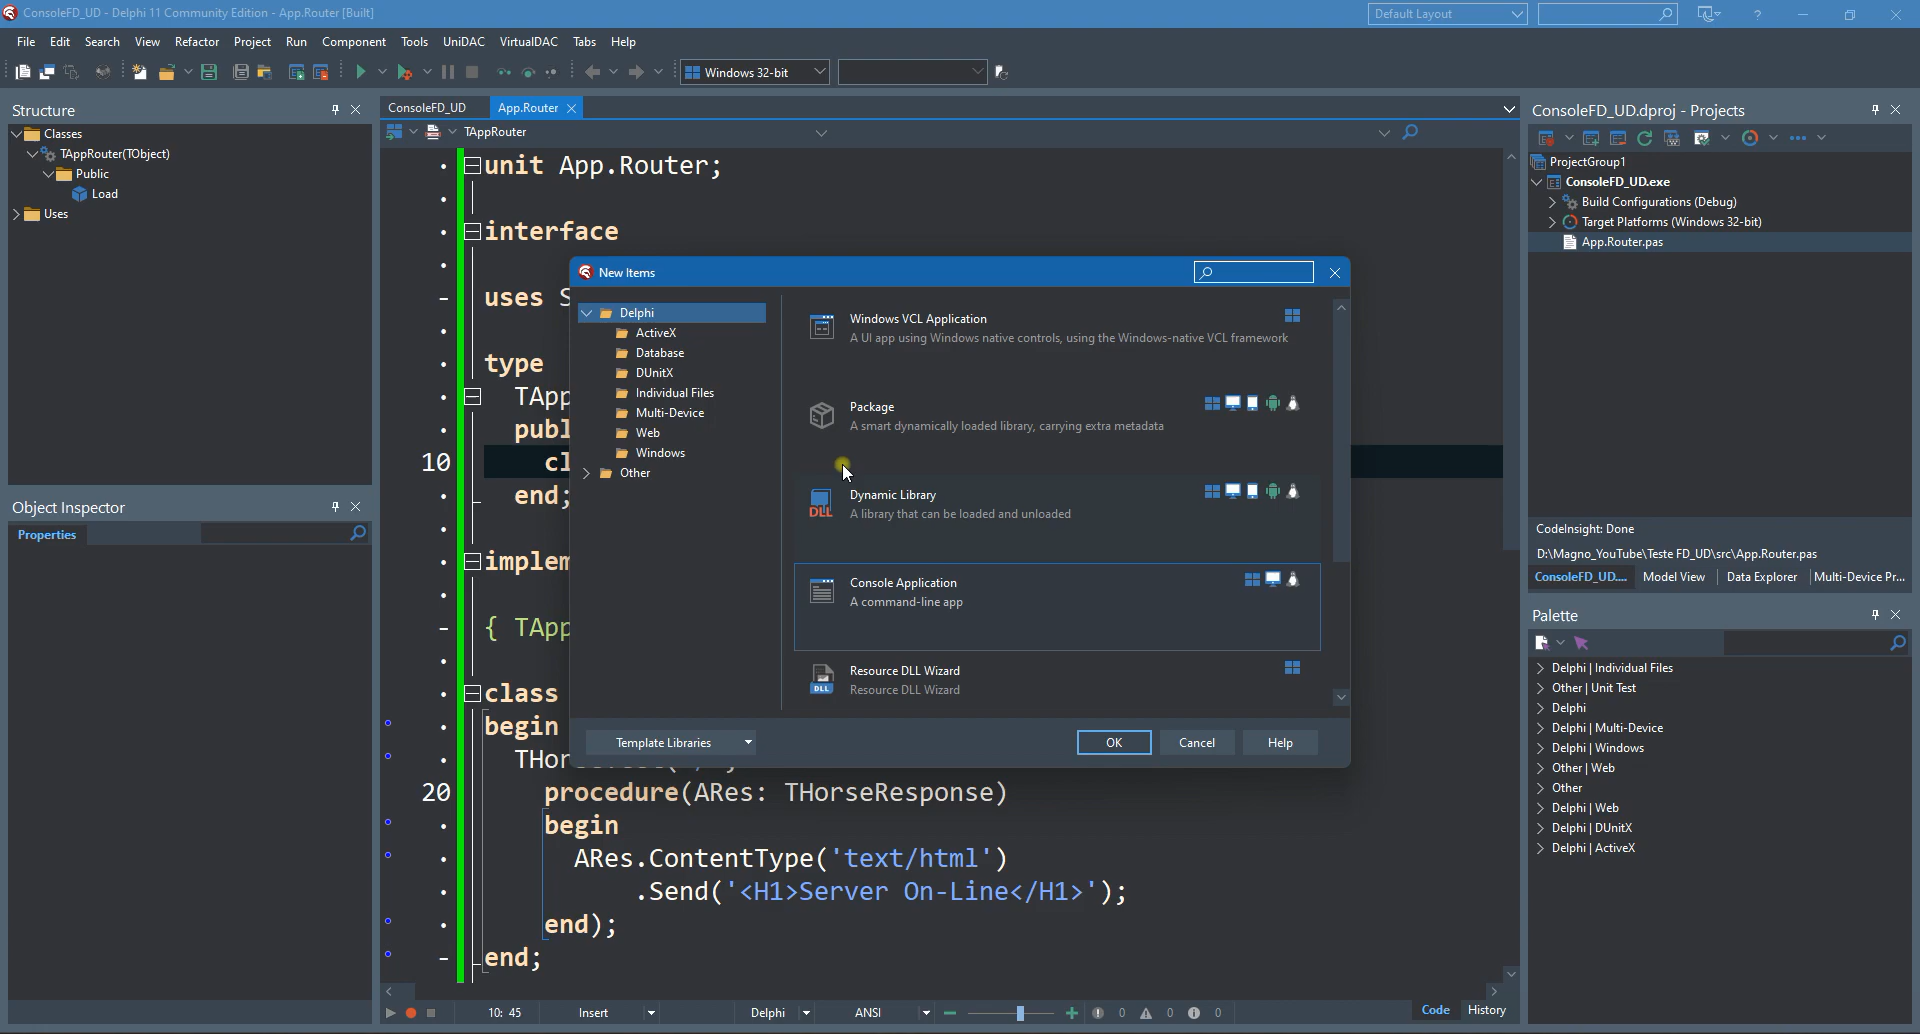 ConsoleFD_UD - Delphi 11 Community Edition - App.Router [Built]
Default Layout
File Edit Search View Refactor Project Run Component Tools UniDAC VirtualDAC Tabs Help
Windows 32-bit
Structure
Classes
TAppRouter(TObject)
Public
Load
Uses
Object Inspector
Properties
ConsoleFD_UD
App.Router
TAppRouter
unit App.Router;
interface
uses S
type
TApp
publ
10 cl
end;
implem
{ TApp
class
begin
THor
20 procedure(ARes: THorseResponse)
begin
ARes.ContentType('text/html')
.Send('<H1>Server On-Line</H1>');
end);
end;
10: 45
Insert
Delphi
ANSI
0
0
0
Code
History
New Items
Delphi
ActiveX
Database
DUnitX
Individual Files
Multi-Device
Web
Windows
Other
Windows VCL Application
A UI app using Windows native controls, using the Windows-native VCL framework
Package
A smart dynamically loaded library, carrying extra metadata
DLL
Dynamic Library
A library that can be loaded and unloaded
Console Application
A command-line app
DLL
Resource DLL Wizard
Resource DLL Wizard
Template Libraries
OK
Cancel
Help
ConsoleFD_UD.dproj - Projects
ProjectGroup1
ConsoleFD_UD.exe
Build Configurations (Debug)
Target Platforms (Windows 32-bit)
App.Router.pas
CodeInsight: Done
D:\Magno_YouTube\Teste FD_UD\src\App.Router.pas
ConsoleFD_UD....
Model View
Data Explorer
Multi-Device Pr...
Palette
Delphi | Individual Files
Other | Unit Test
Delphi
Delphi | Multi-Device
Delphi | Windows
Other | Web
Other
Delphi | Web
Delphi | DUnitX
Delphi | ActiveX